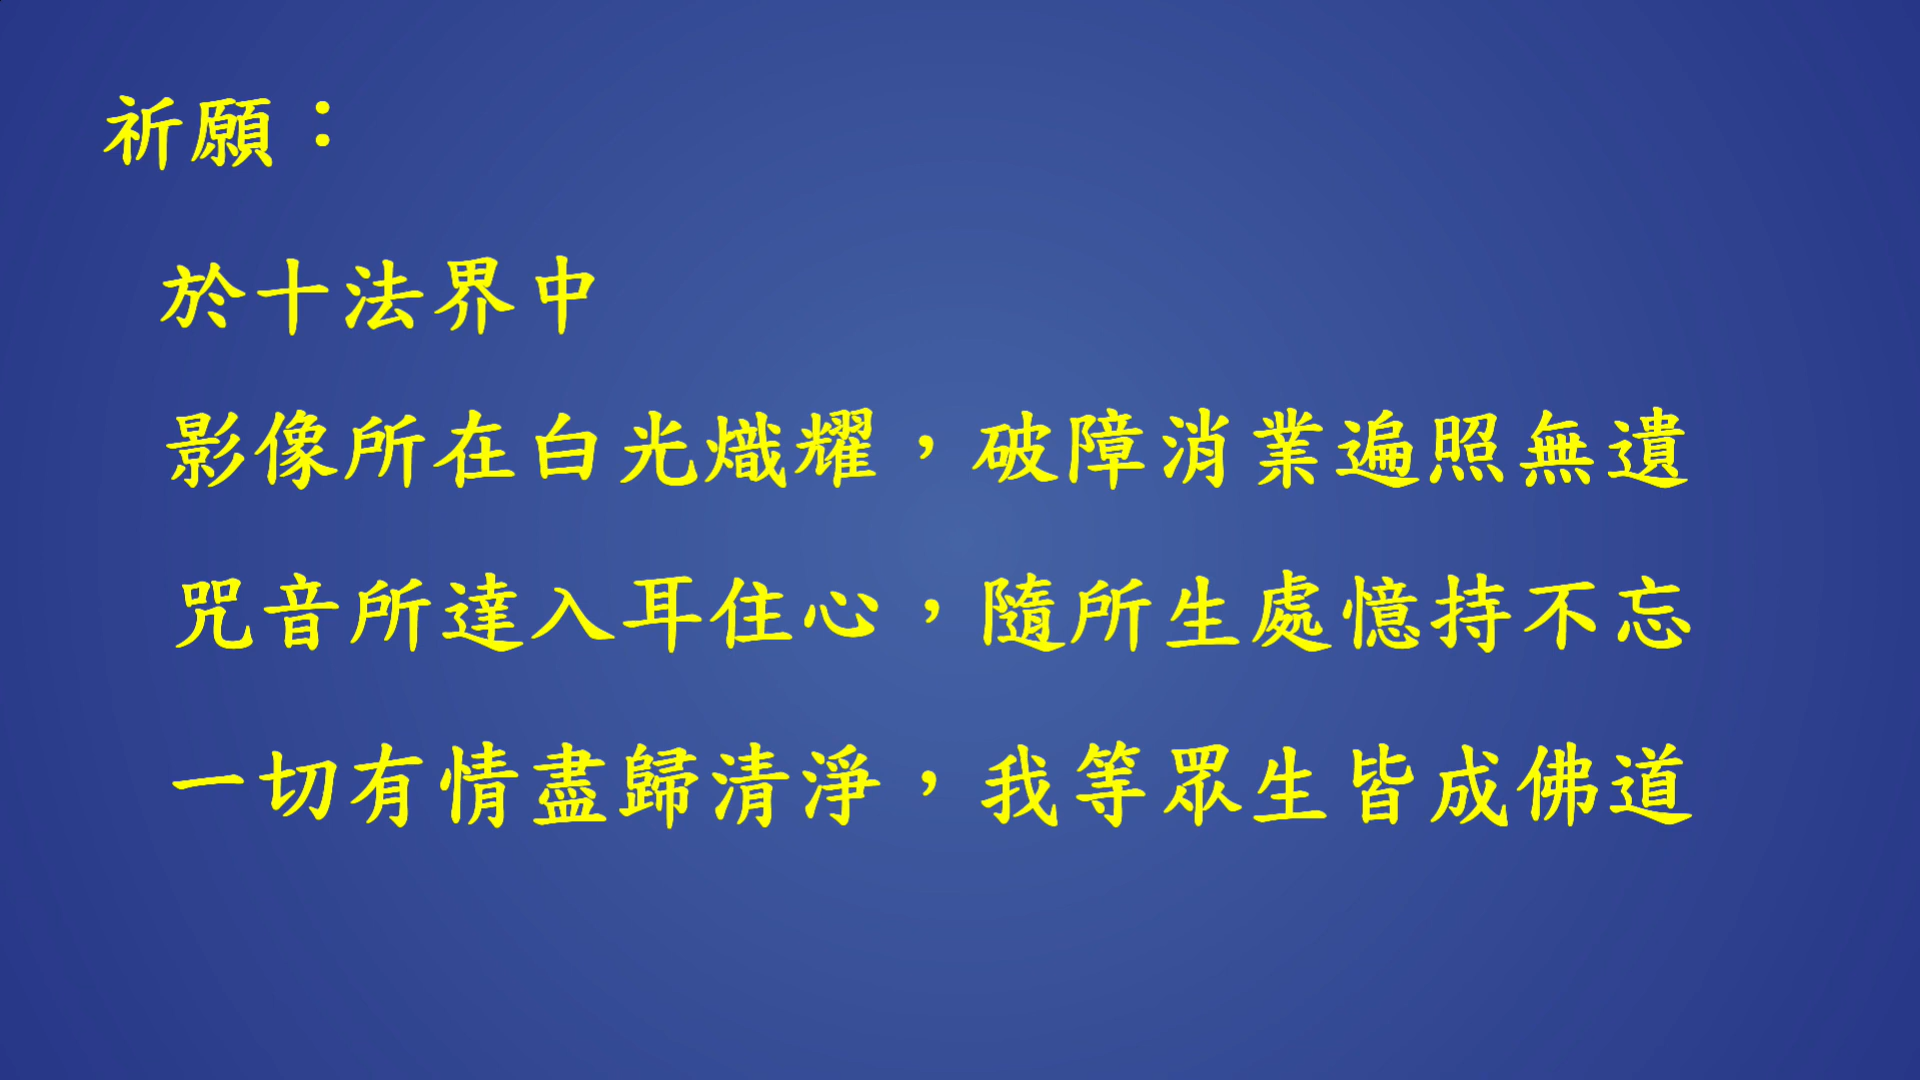 祈願：
於十法界中
影像所在白光熾耀，破障消業遍照無遺
咒音所達入耳住心，隨所生處憶持不忘
一切有情盡歸清淨，我等眾生皆成佛道